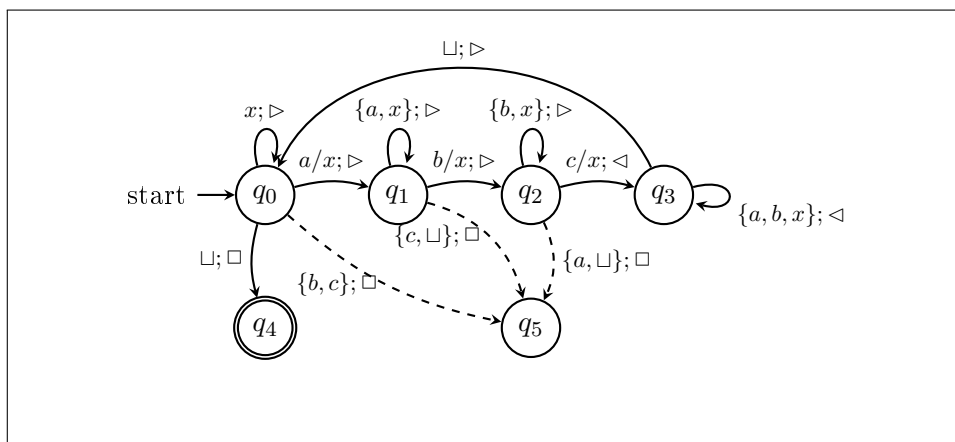 ⊔; ▷
x; ▷
{a, x}; ▷
{b, x}; ▷
start
q₀
a/x; ▷
q₁
b/x; ▷
q₂
c/x; ◁
q₃
{a, b, x}; ◁
⊔; □
{b, c}; □
{c, ⊔}; □
{a, ⊔}; □
q₄
q₅